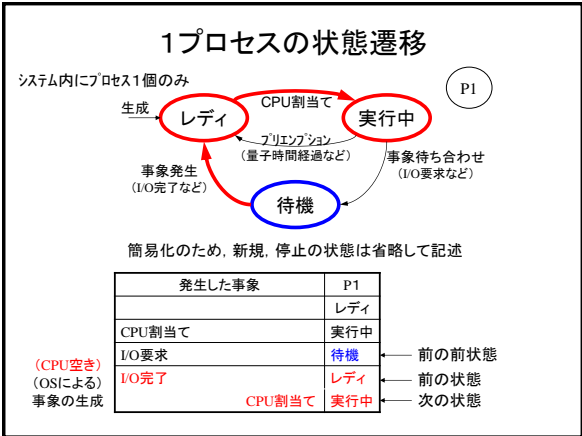 1プロセスの状態遷移
システム内にプロセス1個のみ
P1
生成
レディ
CPU割当て
実行中
プリエンプション
(量子時間経過など)
事象発生
(I/O完了など)
事象待ち合わせ
(I/O要求など)
待機
簡易化のため，新規，停止の状態は省略して記述
発生した事象 P1
レディ
CPU割当て 実行中
I/O要求 待機 前の前状態
(CPU空き)
I/O完了 レディ 前の状態
(OSによる)
CPU割当て 実行中 次の状態
事象の生成